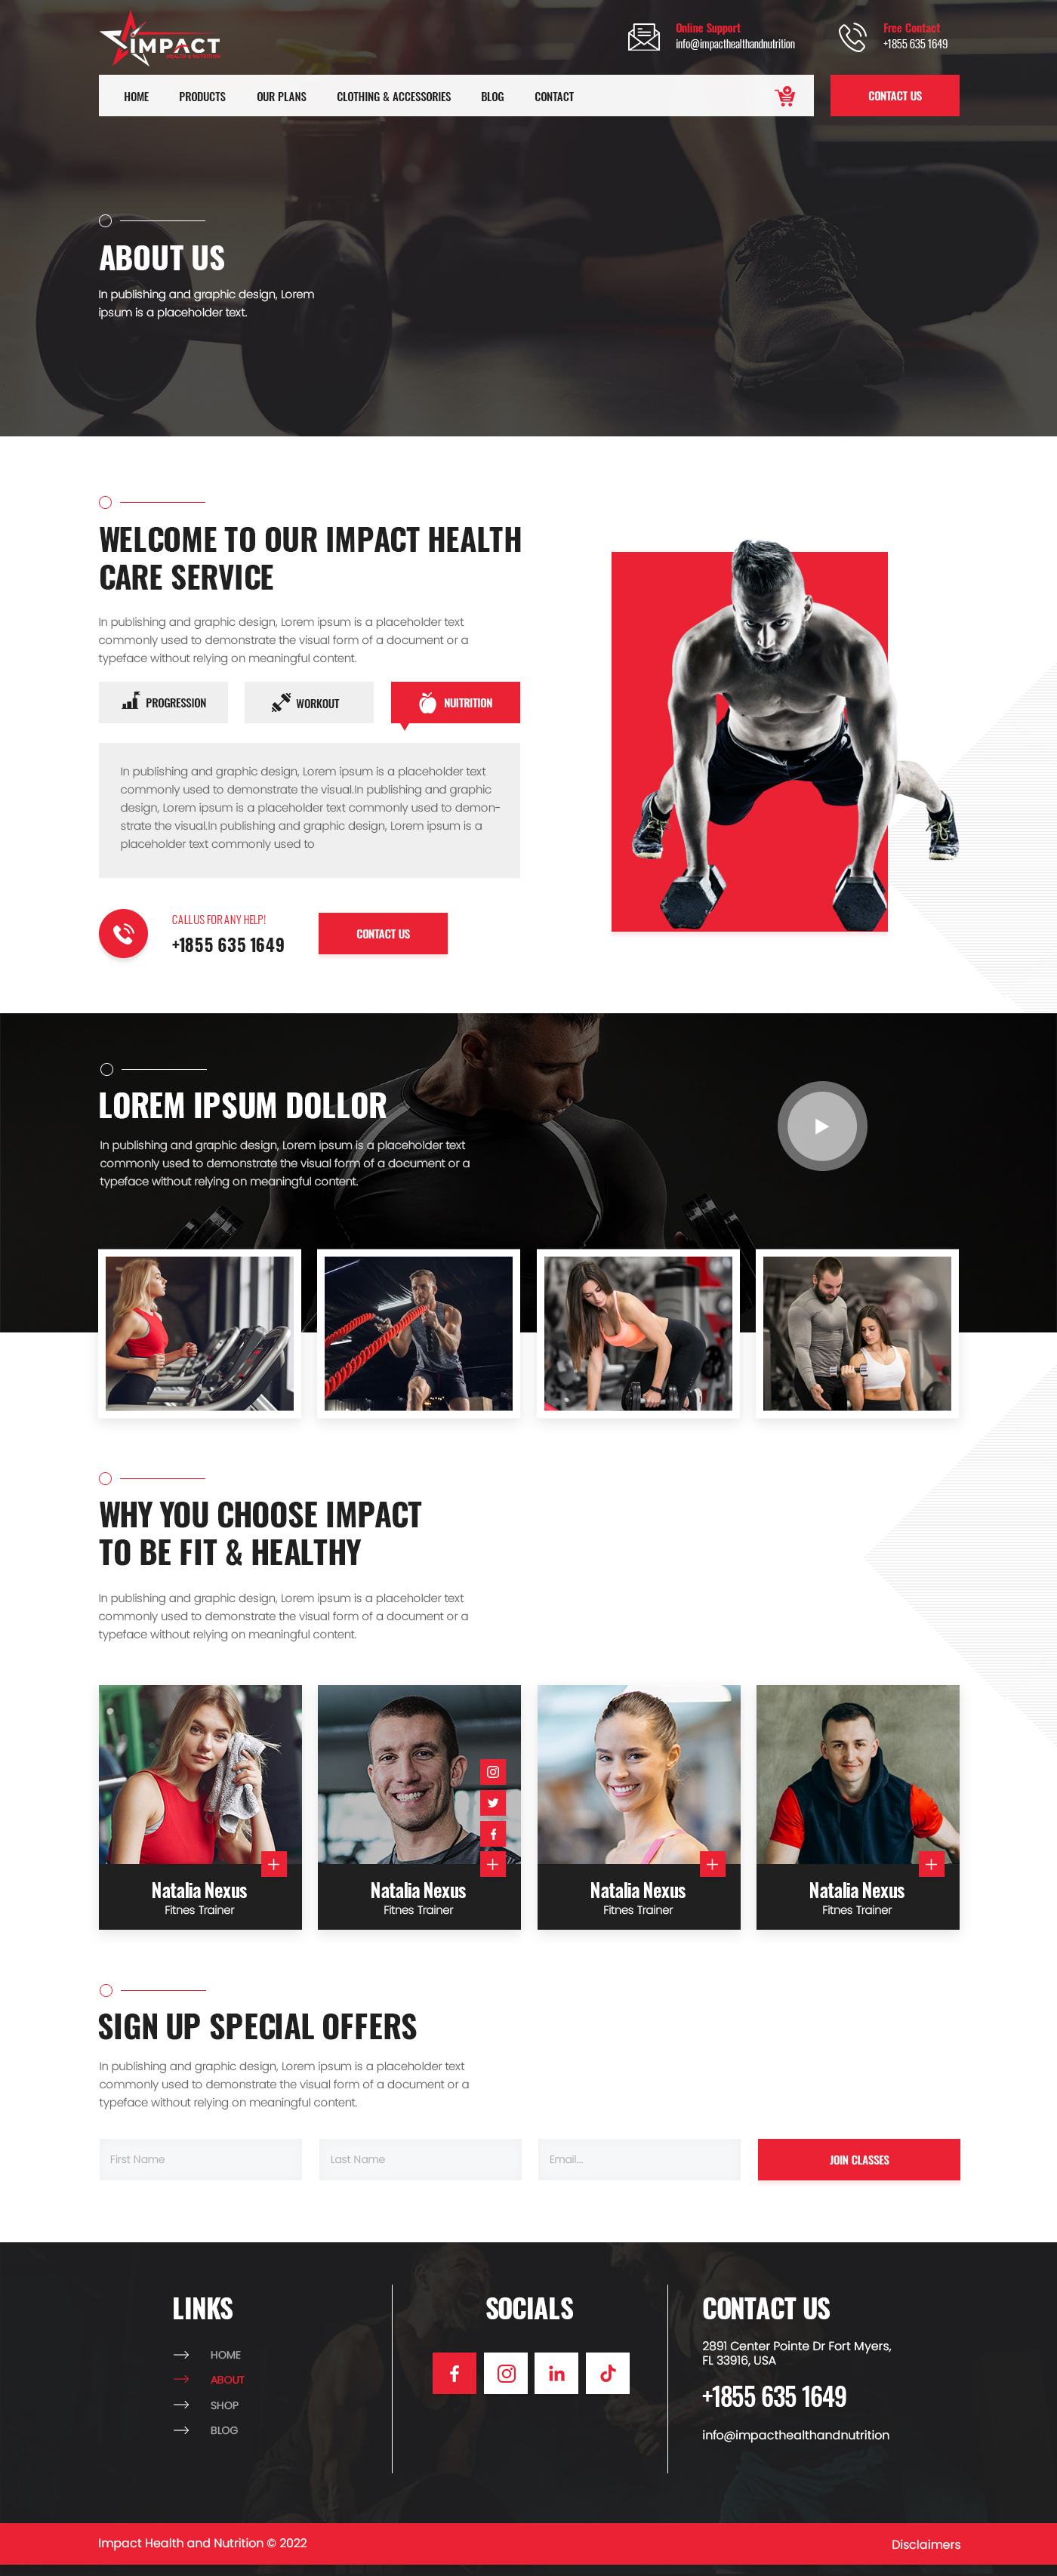 IMPACT
HEALTH & NUTRITION
Online Support
info@impacthealthandnutrition
Free Contact
+1855 635 1649
HOME
PRODUCTS
OUR PLANS
CLOTHING & ACCESSORIES
BLOG
CONTACT
CONTACT US
ABOUT US
In publishing and graphic design, Lorem
ipsum is a placeholder text.
WELCOME TO OUR IMPACT HEALTH
CARE SERVICE
In publishing and graphic design, Lorem ipsum is a placeholder text
commonly used to demonstrate the visual form of a document or a
typeface without relying on meaningful content.
PROGRESSION
WORKOUT
NUITRITION
In publishing and graphic design, Lorem ipsum is a placeholder text
commonly used to demonstrate the visual.In publishing and graphic
design, Lorem ipsum is a placeholder text commonly used to demon-
strate the visual.In publishing and graphic design, Lorem ipsum is a
placeholder text commonly used to
CALL US FOR ANY HELP!
+1855 635 1649
CONTACT US
LOREM IPSUM DOLLOR
In publishing and graphic design, Lorem ipsum is a placeholder text
commonly used to demonstrate the visual form of a document or a
typeface without relying on meaningful content.
WHY YOU CHOOSE IMPACT
TO BE FIT & HEALTHY
In publishing and graphic design, Lorem ipsum is a placeholder text
commonly used to demonstrate the visual form of a document or a
typeface without relying on meaningful content.
Natalia Nexus
Fitnes Trainer
Natalia Nexus
Fitnes Trainer
Natalia Nexus
Fitnes Trainer
Natalia Nexus
Fitnes Trainer
SIGN UP SPECIAL OFFERS
In publishing and graphic design, Lorem ipsum is a placeholder text
commonly used to demonstrate the visual form of a document or a
typeface without relying on meaningful content.
First Name
Last Name
Email...
JOIN CLASSES
LINKS
HOME
ABOUT
SHOP
BLOG
SOCIALS
CONTACT US
2891 Center Pointe Dr Fort Myers,
FL 33916, USA
+1855 635 1649
info@impacthealthandnutrition
Impact Health and Nutrition © 2022
Disclaimers